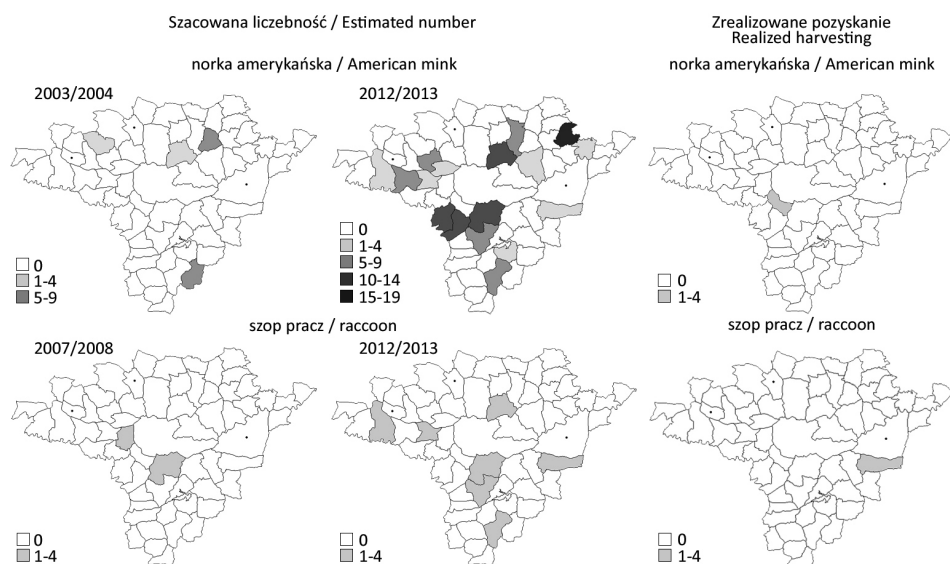 Szacowana liczebność / Estimated number
Zrealizowane pozyskanie
Realized harvesting
norka amerykańska / American mink
norka amerykańska / American mink
2003/2004
2012/2013
0
1-4
5-9
0
1-4
5-9
10-14
15-19
0
1-4
szop pracz / raccoon
szop pracz / raccoon
2007/2008
2012/2013
0
1-4
0
1-4
0
1-4